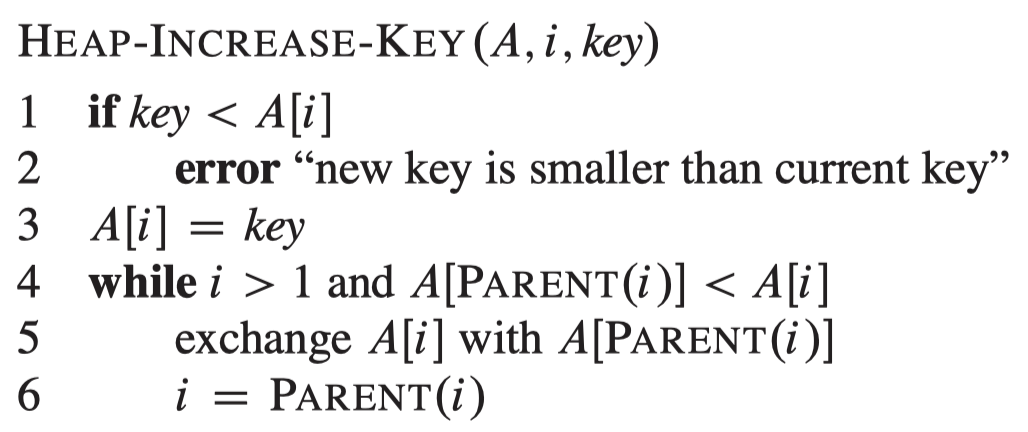 HEAP-INCREASE-KEY(A, i, key)
1 if key < A[i]
2 error “new key is smaller than current key”
3 A[i] = key
4 while i > 1 and A[PARENT(i)] < A[i]
5 exchange A[i] with A[PARENT(i)]
6 i = PARENT(i)